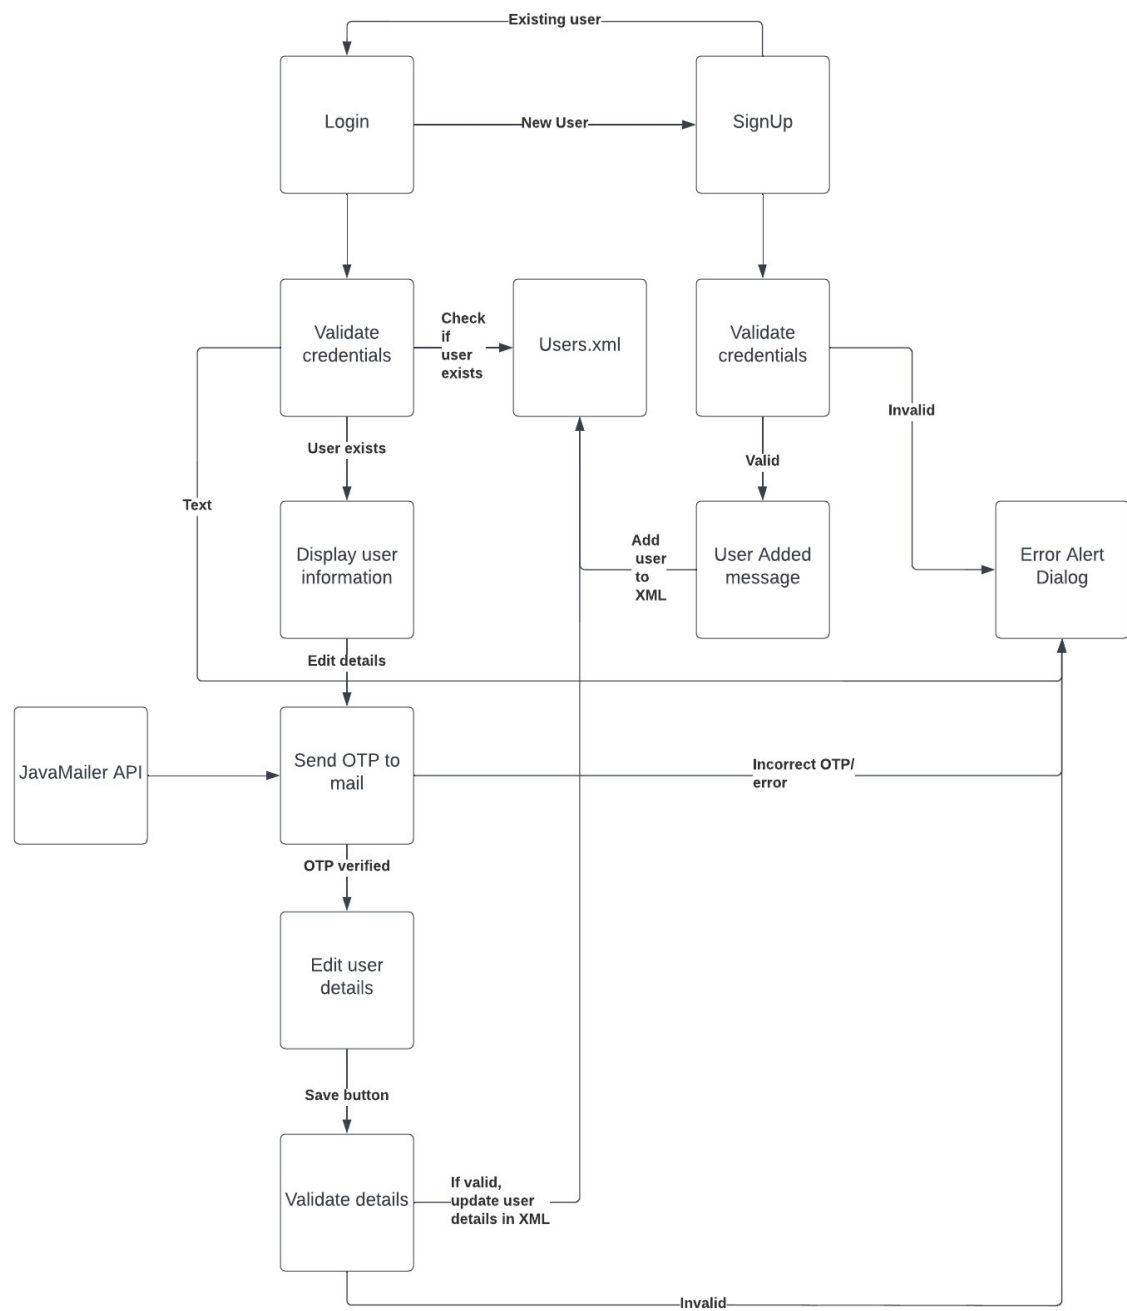 Existing user
Login
New User
SignUp
Validate
credentials
Check
if
user
exists
Users.xml
Validate
credentials
Invalid
User exists
Valid
Text
Display user
information
Add
user
to
XML
User Added
message
Error Alert
Dialog
Edit details
JavaMailer API
Send OTP to
mail
Incorrect OTP/
error
OTP verified
Edit user
details
Save button
Validate details
If valid,
update user
details in XML
Invalid